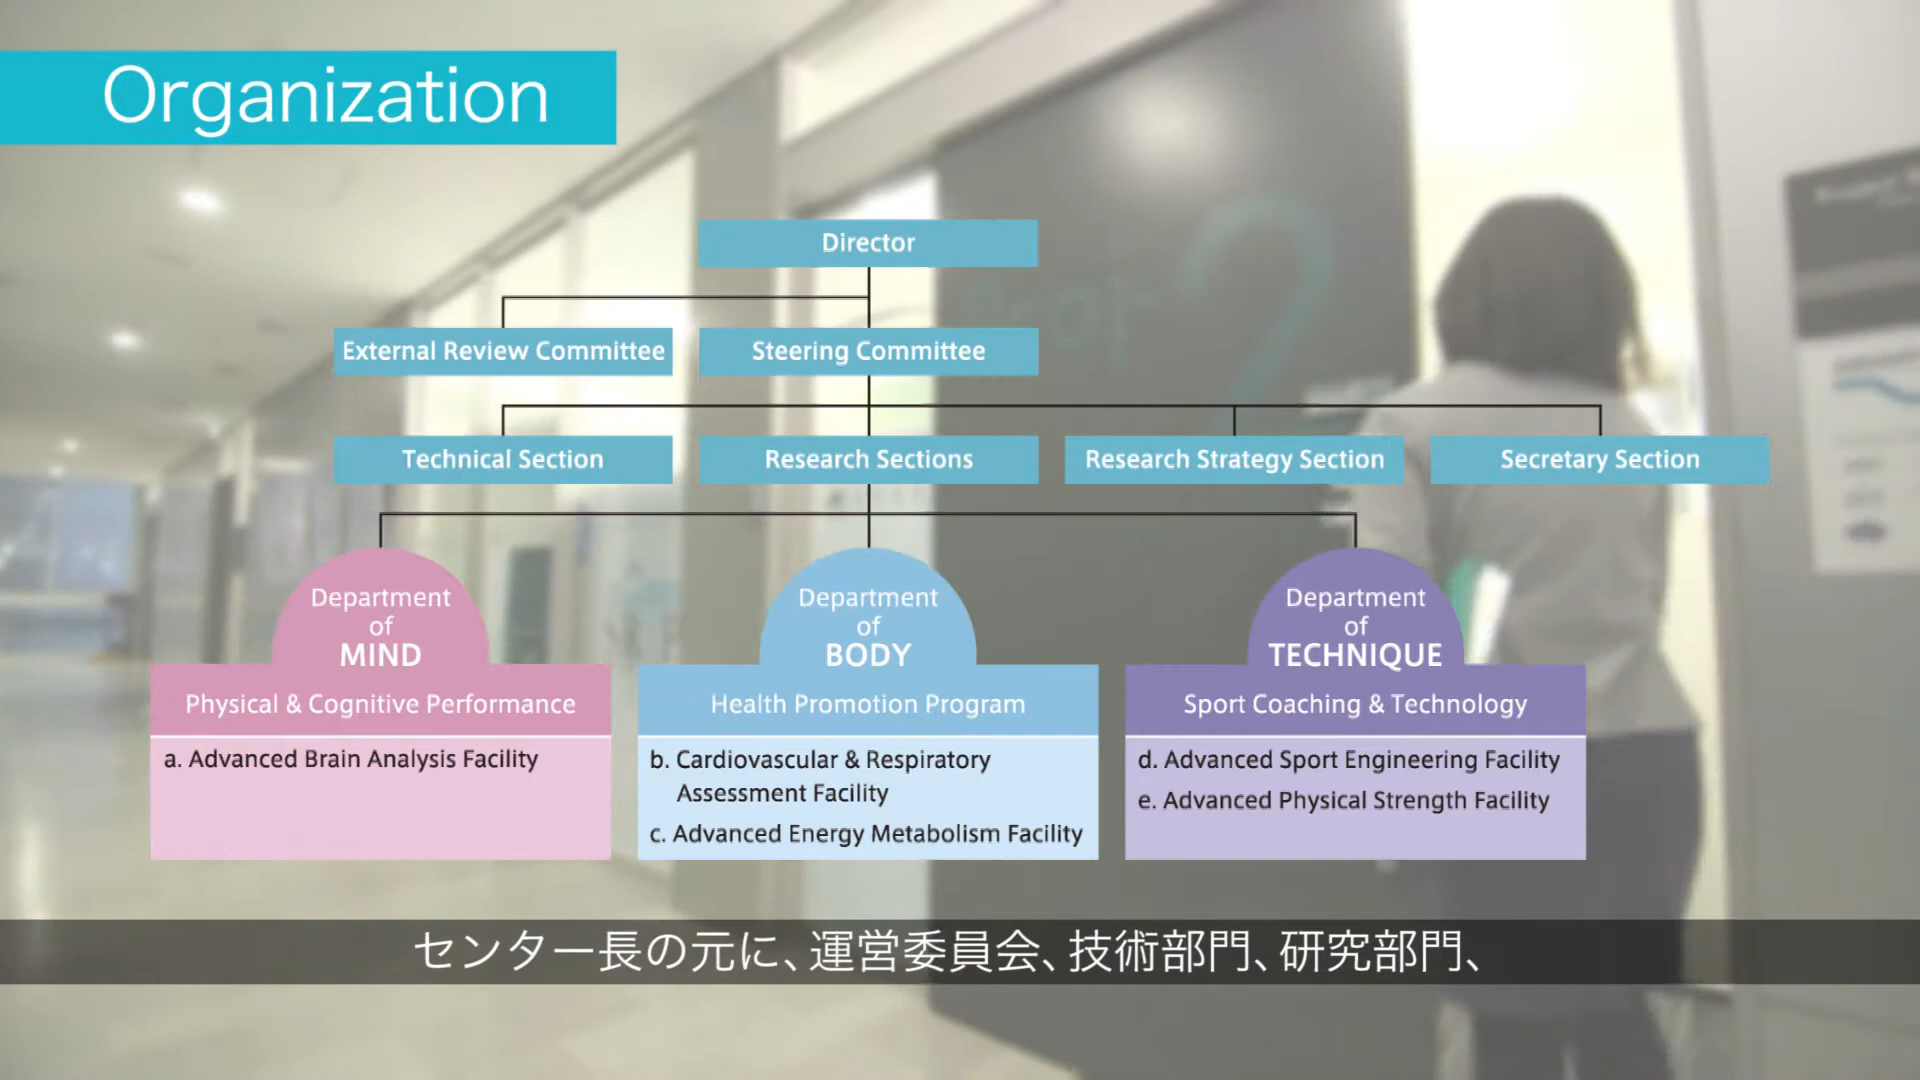 Organization
Director
External Review Committee
Steering Committee
Technical Section
Research Sections
Research Strategy Section
Secretary Section
Department
of
MIND
Physical & Cognitive Performance
a. Advanced Brain Analysis Facility
Department
of
BODY
Health Promotion Program
b. Cardiovascular & Respiratory
Assessment Facility
c. Advanced Energy Metabolism Facility
Department
of
TECHNIQUE
Sport Coaching & Technology
d. Advanced Sport Engineering Facility
e. Advanced Physical Strength Facility
センター長の元に、運営委員会、技術部門、研究部門、